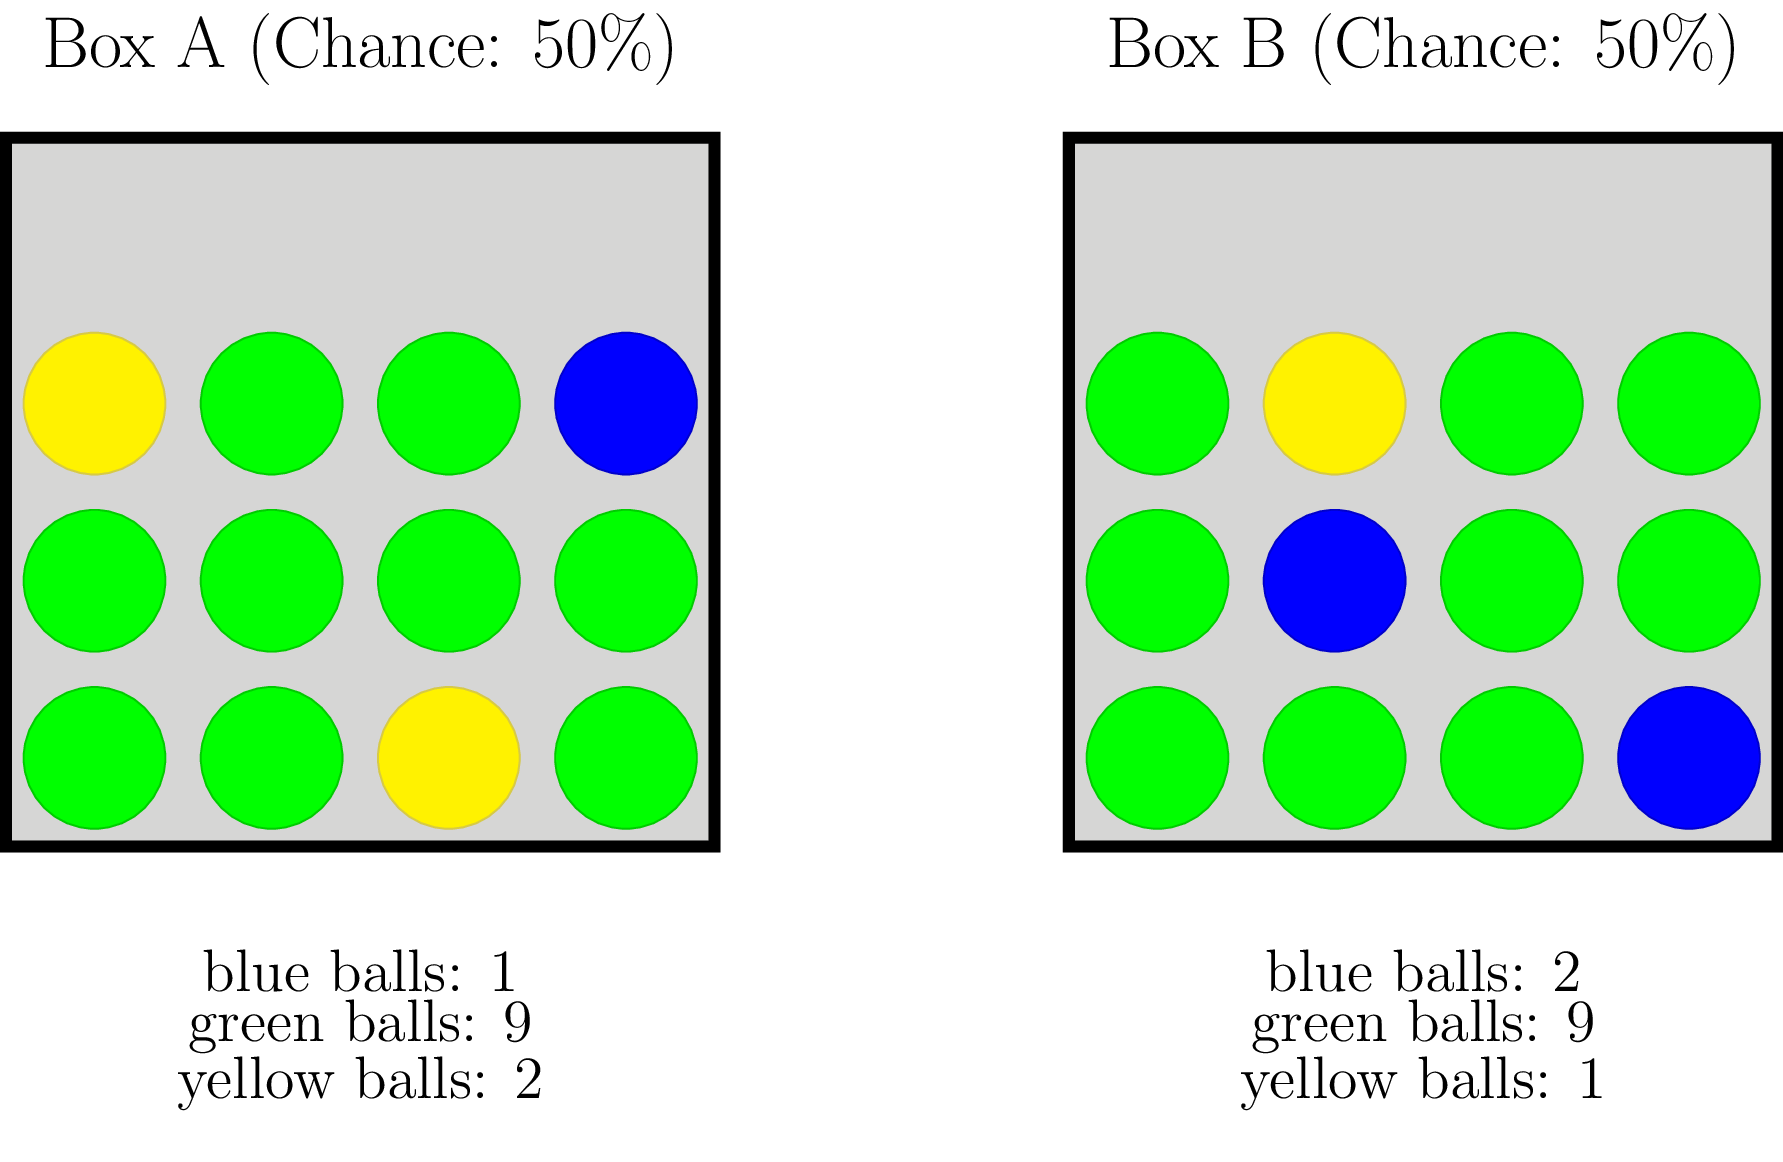 Box A (Chance: 50%)
Box B (Chance: 50%)
blue balls: 1
green balls: 9
yellow balls: 2
blue balls: 2
green balls: 9
yellow balls: 1